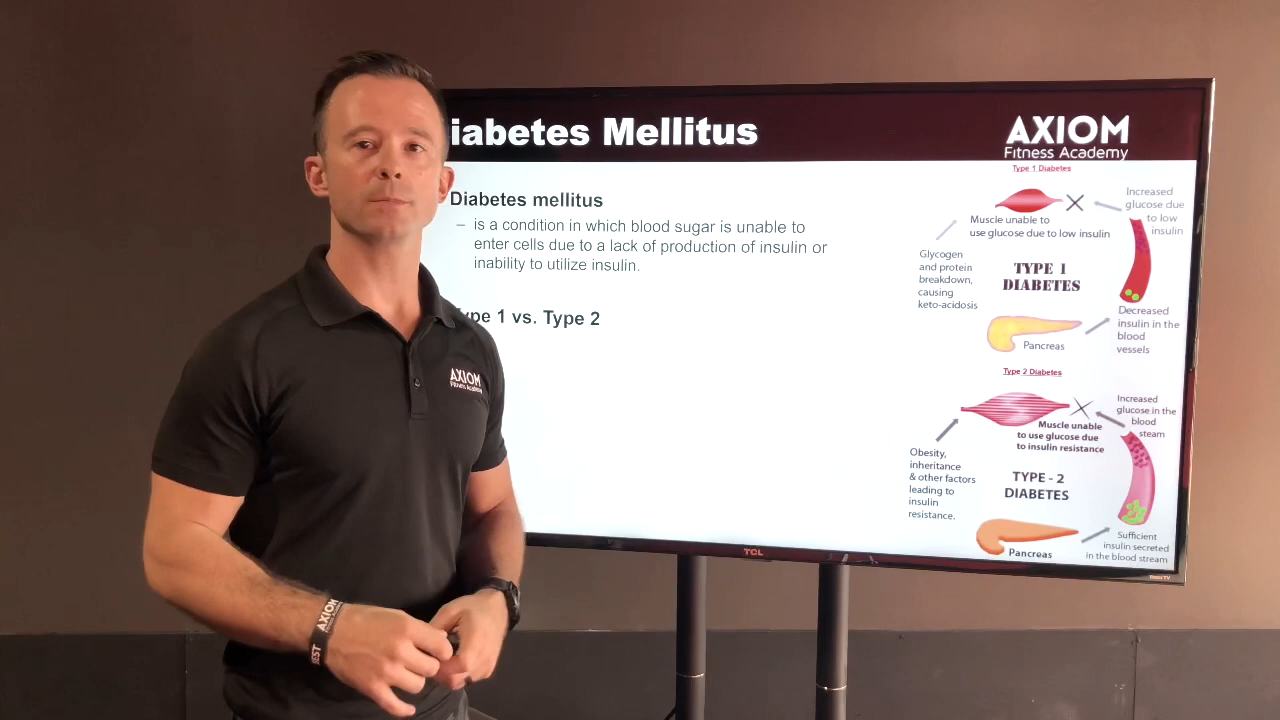 iabetes Mellitus
AXIOM
Fitness Academy
Diabetes mellitus
– is a condition in which blood sugar is unable to
enter cells due to a lack of production of insulin or
inability to utilize insulin.
ype 1 vs. Type 2
Type 1 Diabetes
Increased
glucose due
to low
insulin
Muscle unable to
use glucose due to low insulin
Glycogen
and protein
breakdown,
causing
keto-acidosis
TYPE 1
DIABETES
Decreased
insulin in the
blood
vessels
Pancreas
Type 2 Diabetes
Increased
glucose in the
blood
steam
Muscle unable
to use glucose due
to insulin resistance
Obesity,
inheritance
& other factors
leading to
insulin
resistance.
TYPE - 2
DIABETES
Sufficient
insulin secreted
in the blood stream
Pancreas
TCL
Roku TV
AXIOM
Fitness Academy
AXIOM
EST